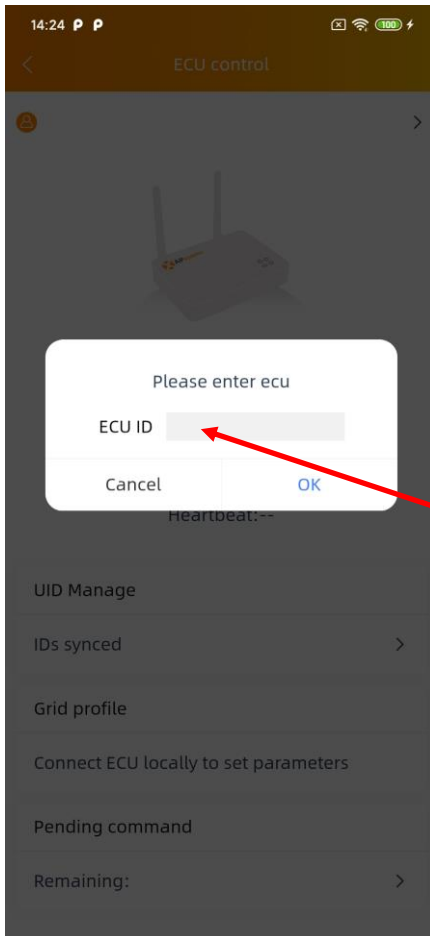 14:24
100
ECU control
Please enter ecu
ECU ID
Cancel
OK
Heartbeat:--
UID Manage
IDs synced
Grid profile
Connect ECU locally to set parameters
Pending command
Remaining: